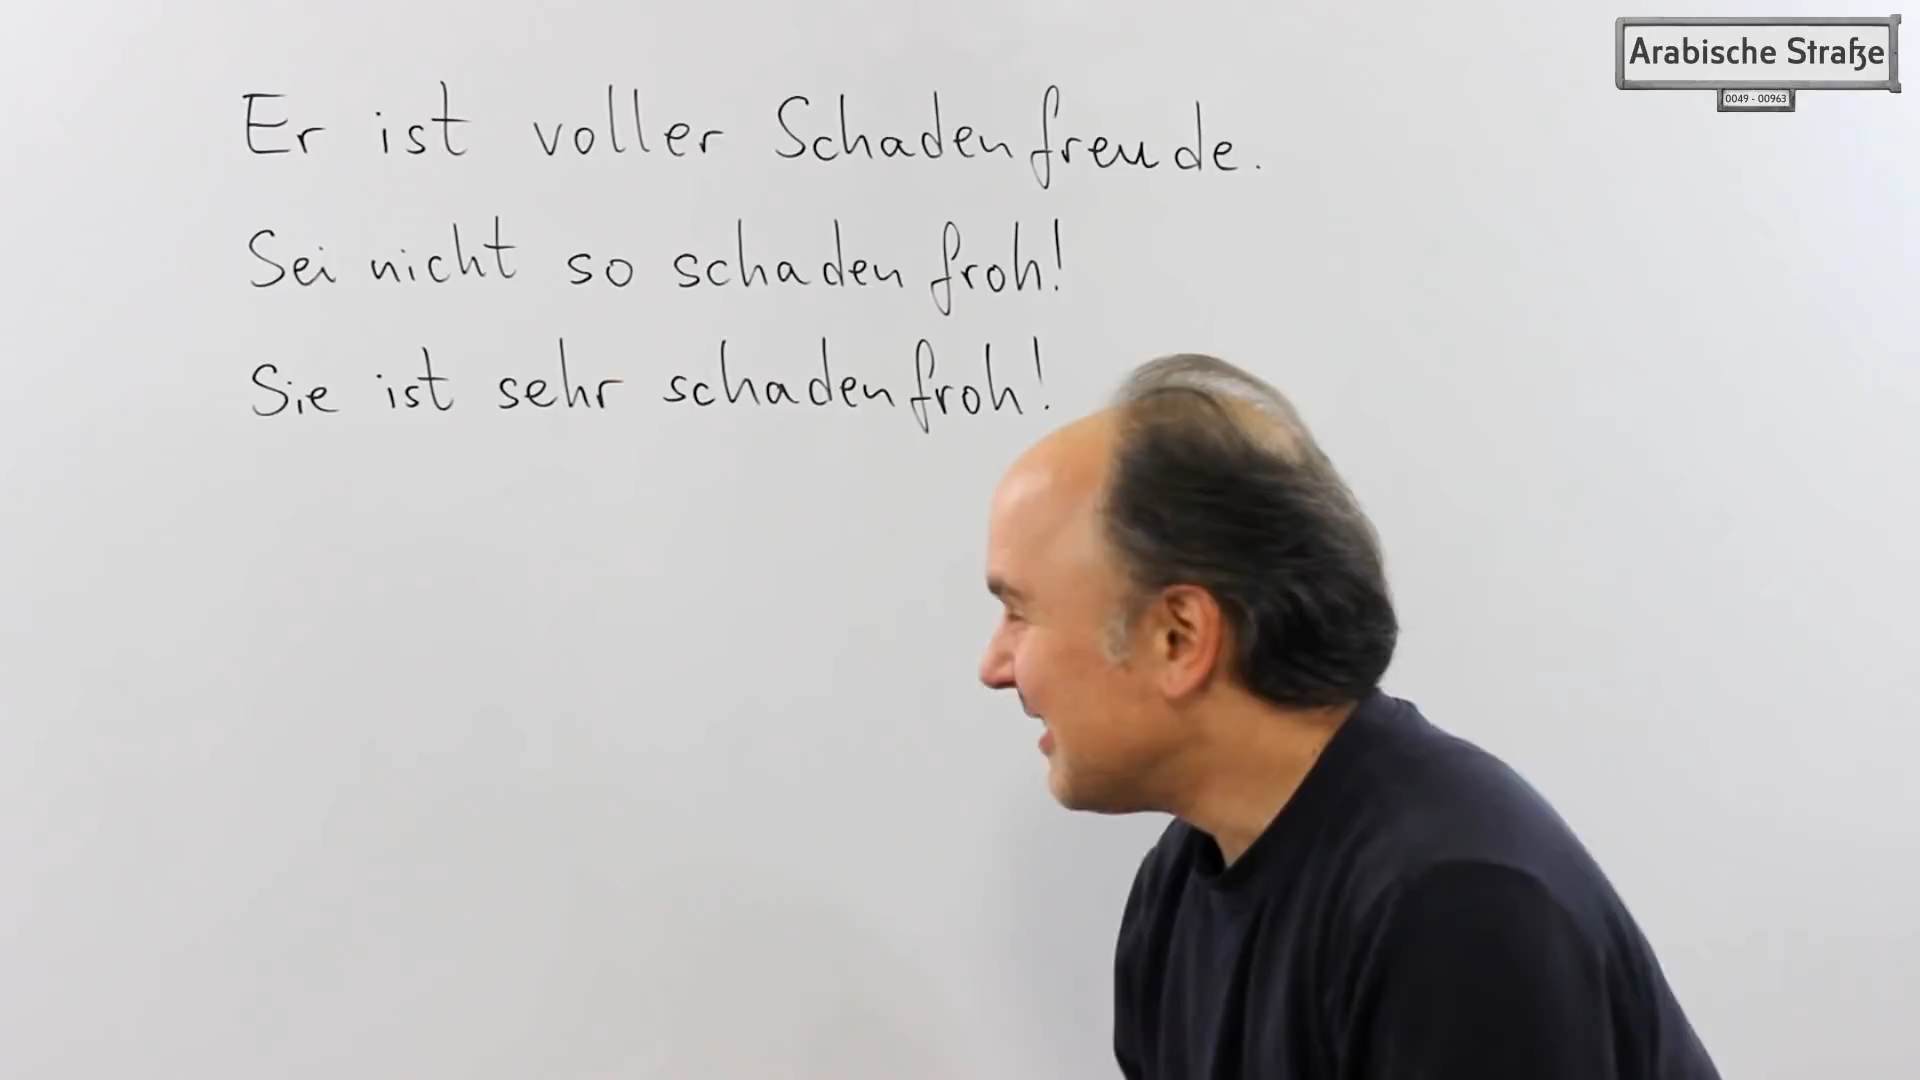 Arabische Straße
0049 - 00963
Er ist voller Schadenfreude.
Sei nicht so schadenfroh!
Sie ist sehr schadenfroh!